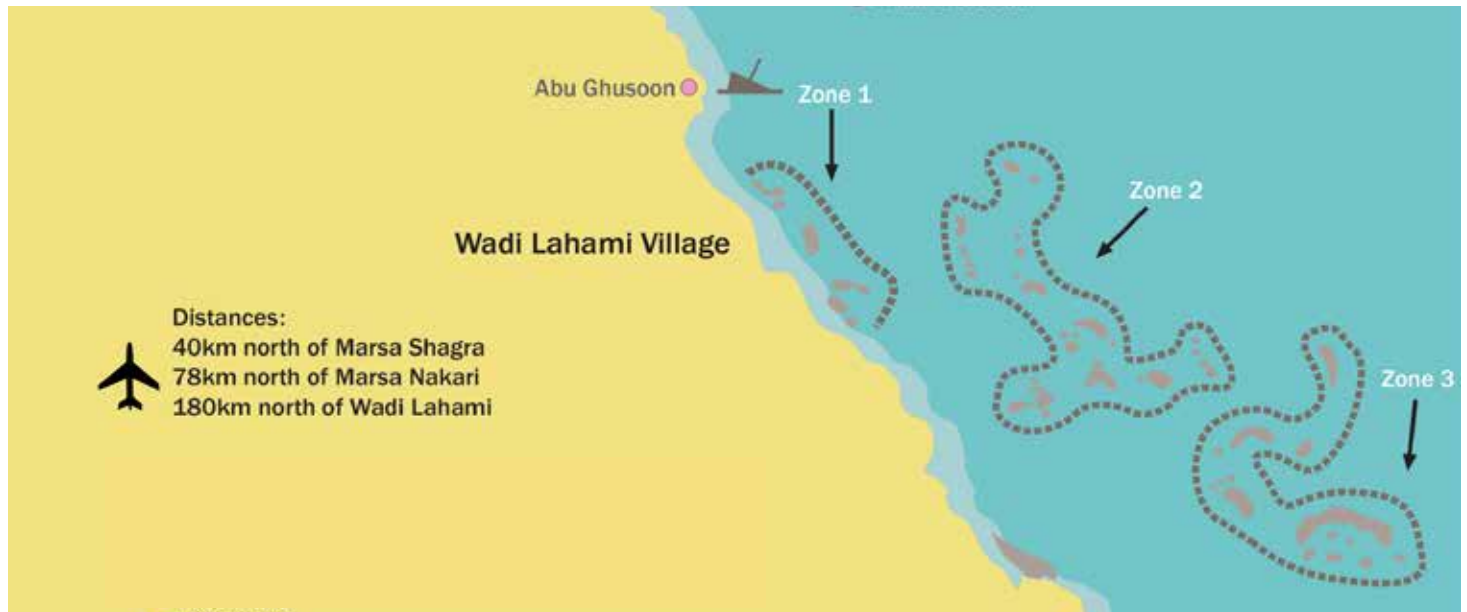 Abu Ghusoon
Zone 1
Zone 2
Wadi Lahami Village
Distances:
40km north of Marsa Shagra
78km north of Marsa Nakari
180km north of Wadi Lahami
Zone 3